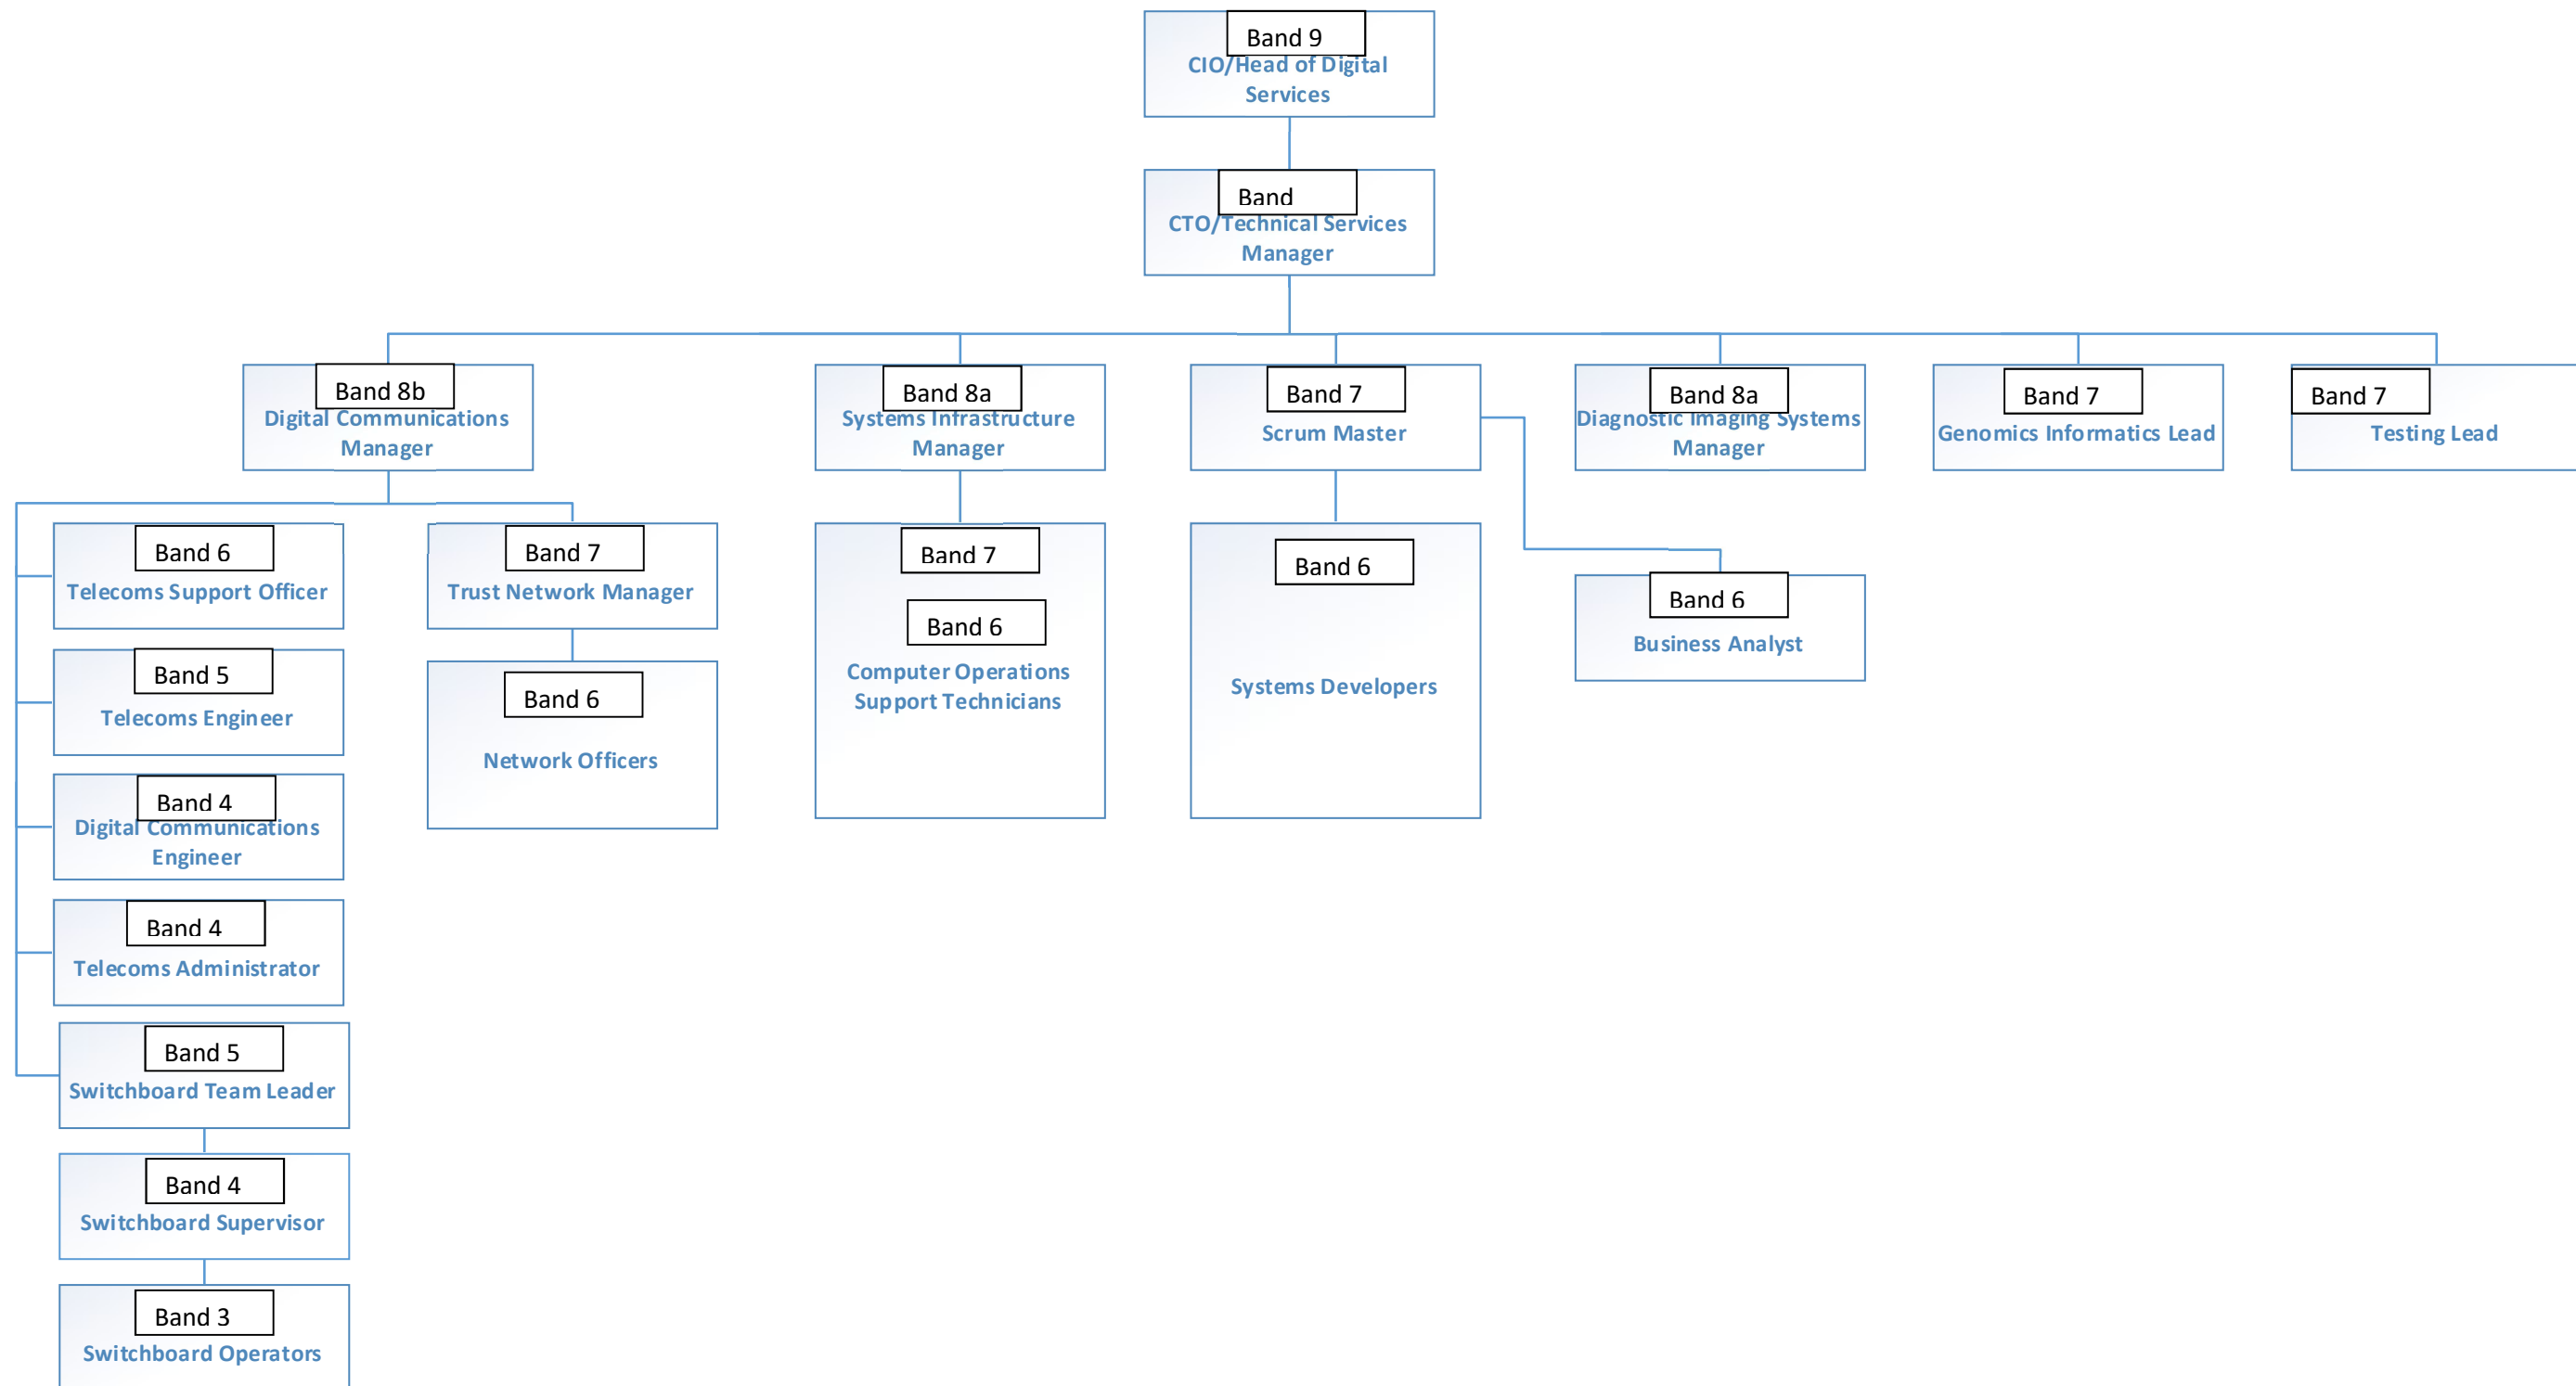 Band 9
CIO/Head of Digital
Services
Band
CTO/Technical Services
Manager
Band 8b
Digital Communications
Manager
Band 8a
Systems Infrastructure
Manager
Band 7
Scrum Master
Band 8a
Diagnostic Imaging Systems
Manager
Band 7
Genomics Informatics Lead
Band 7
Testing Lead
Band 6
Telecoms Support Officer
Band 7
Trust Network Manager
Band 7
Band 6
Computer Operations
Support Technicians
Band 6
Systems Developers
Band 6
Business Analyst
Band 5
Telecoms Engineer
Band 6
Network Officers
Band 4
Digital Communications
Engineer
Band 4
Telecoms Administrator
Band 5
Switchboard Team Leader
Band 4
Switchboard Supervisor
Band 3
Switchboard Operators